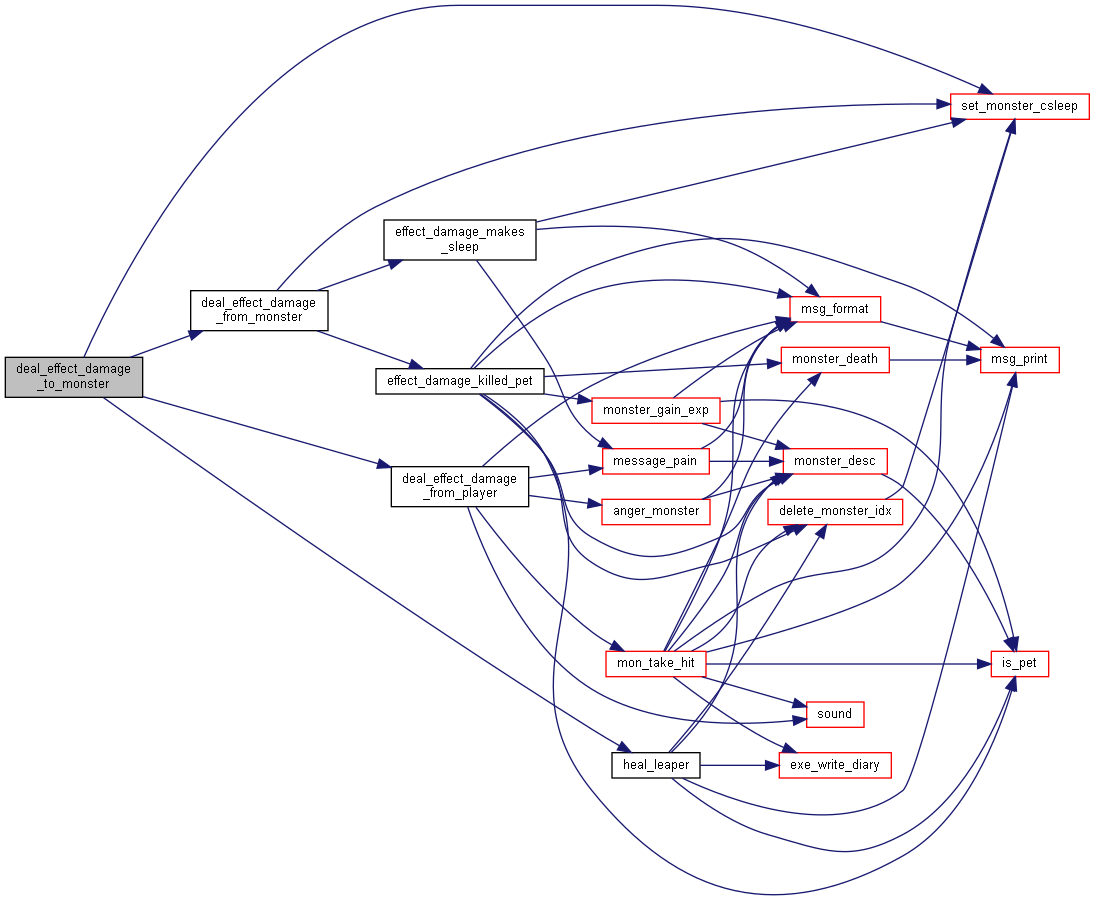 set_monster_csleep
effect_damage_makes
_sleep
deal_effect_damage
_from_monster
msg_format
deal_effect_damage
_to_monster
monster_death
msg_print
effect_damage_killed_pet
monster_gain_exp
message_pain
monster_desc
deal_effect_damage
_from_player
anger_monster
delete_monster_idx
mon_take_hit
is_pet
sound
heal_leaper
exe_write_diary